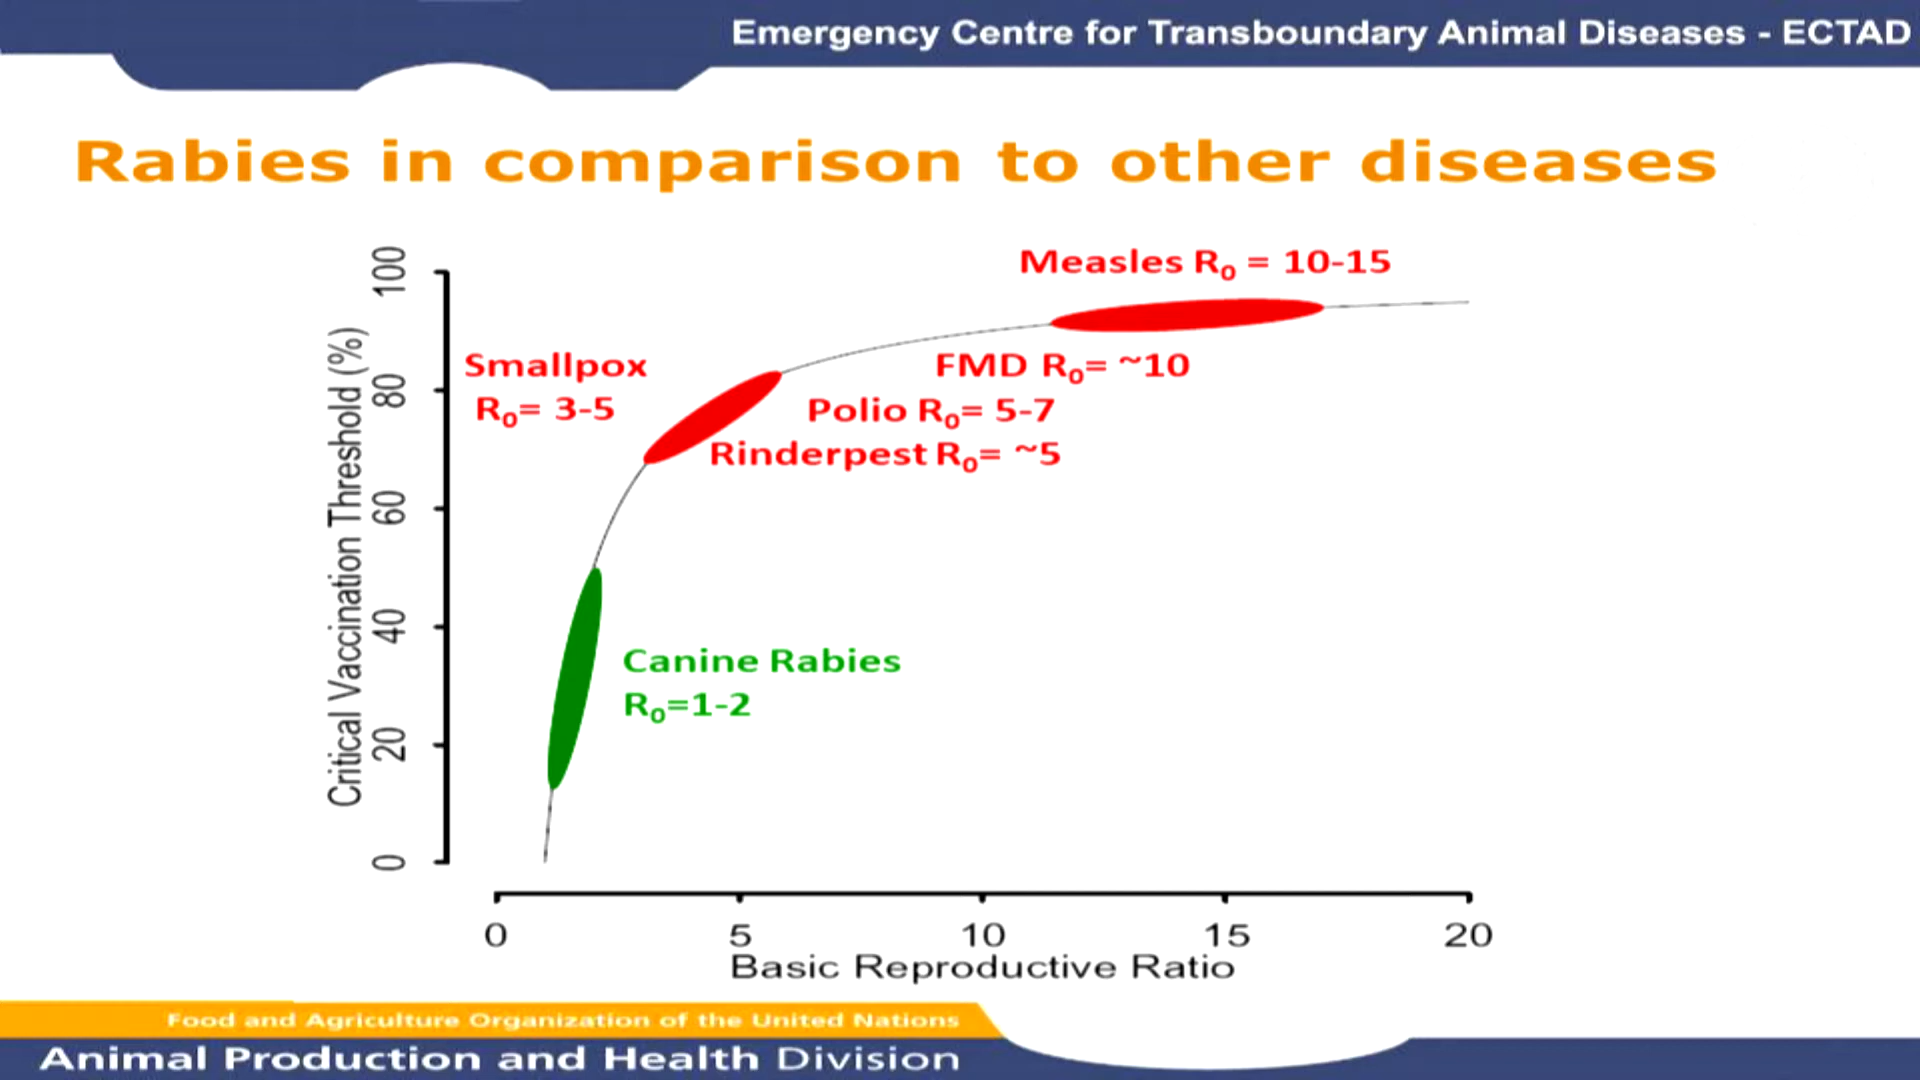 Emergency Centre for Transboundary Animal Diseases - ECTAD
Rabies in comparison to other diseases
Critical Vaccination Threshold (%)
100
80
60
40
20
0
Measles R₀ = 10-15
Smallpox
R₀= 3-5
FMD R₀= ~10
Polio R₀= 5-7
Rinderpest R₀= ~5
Canine Rabies
R₀=1-2
0 5 10 15 20
Basic Reproductive Ratio
Food and Agriculture Organization of the United Nations
Animal Production and Health Division